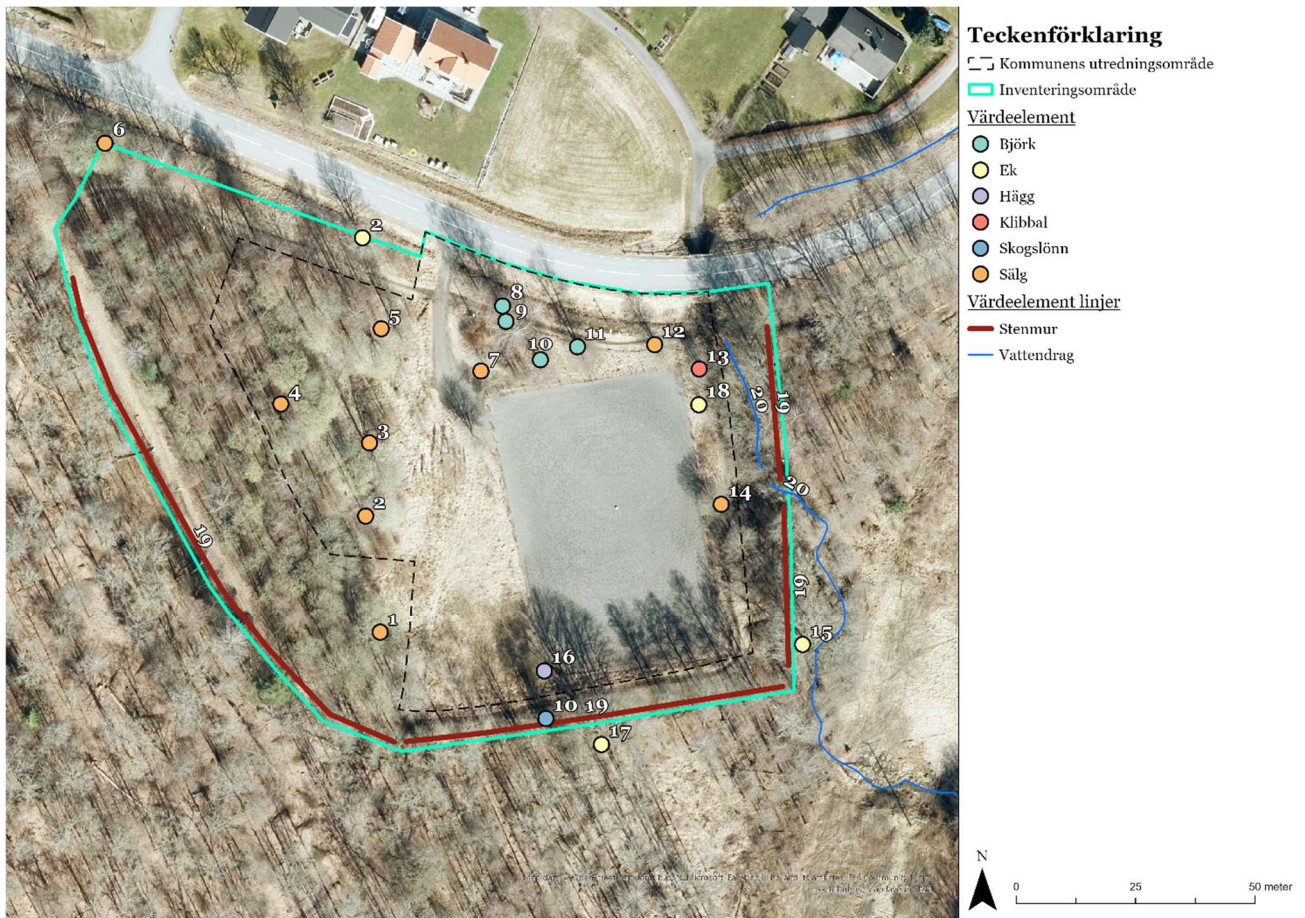 Teckenförklaring
Kommunens utredningsområde
Inventeringsområde
Värdeelement
Björk
Ek
Hägg
Klibbal
Skogslönn
Sälg
Värdeelement linjer
Stenmur
Vattendrag
6
2
8
9
5
11
12
10
7
13
4
18
20
19
3
20
2
14
19
19
1
15
16
10 19
17
N
0 25 50 meter